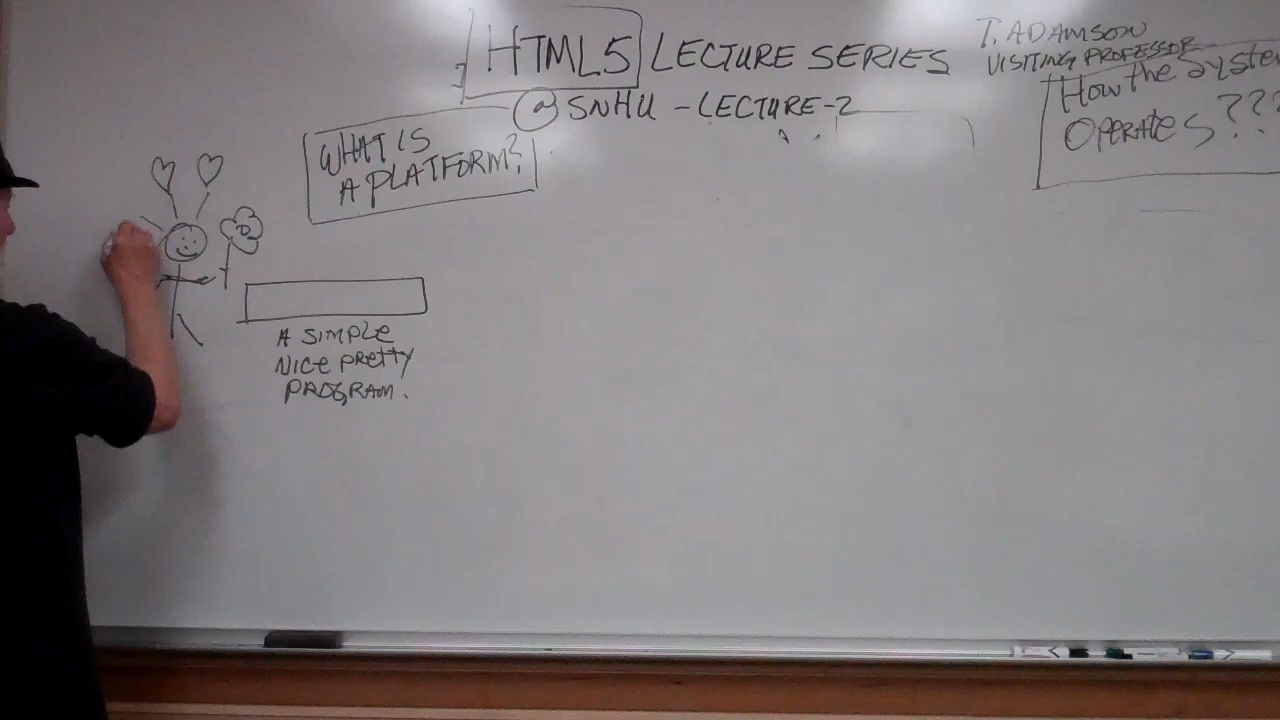 HTML5 LECTURE SERIES
@ SNHU - LECTURE-2
T. ADAMSON
VISITING PROFESSOR
How the System
OPERATES???
WHAT IS
A PLATFORM?
A SIMPLE
NICE PRETTY
PROGRAM.